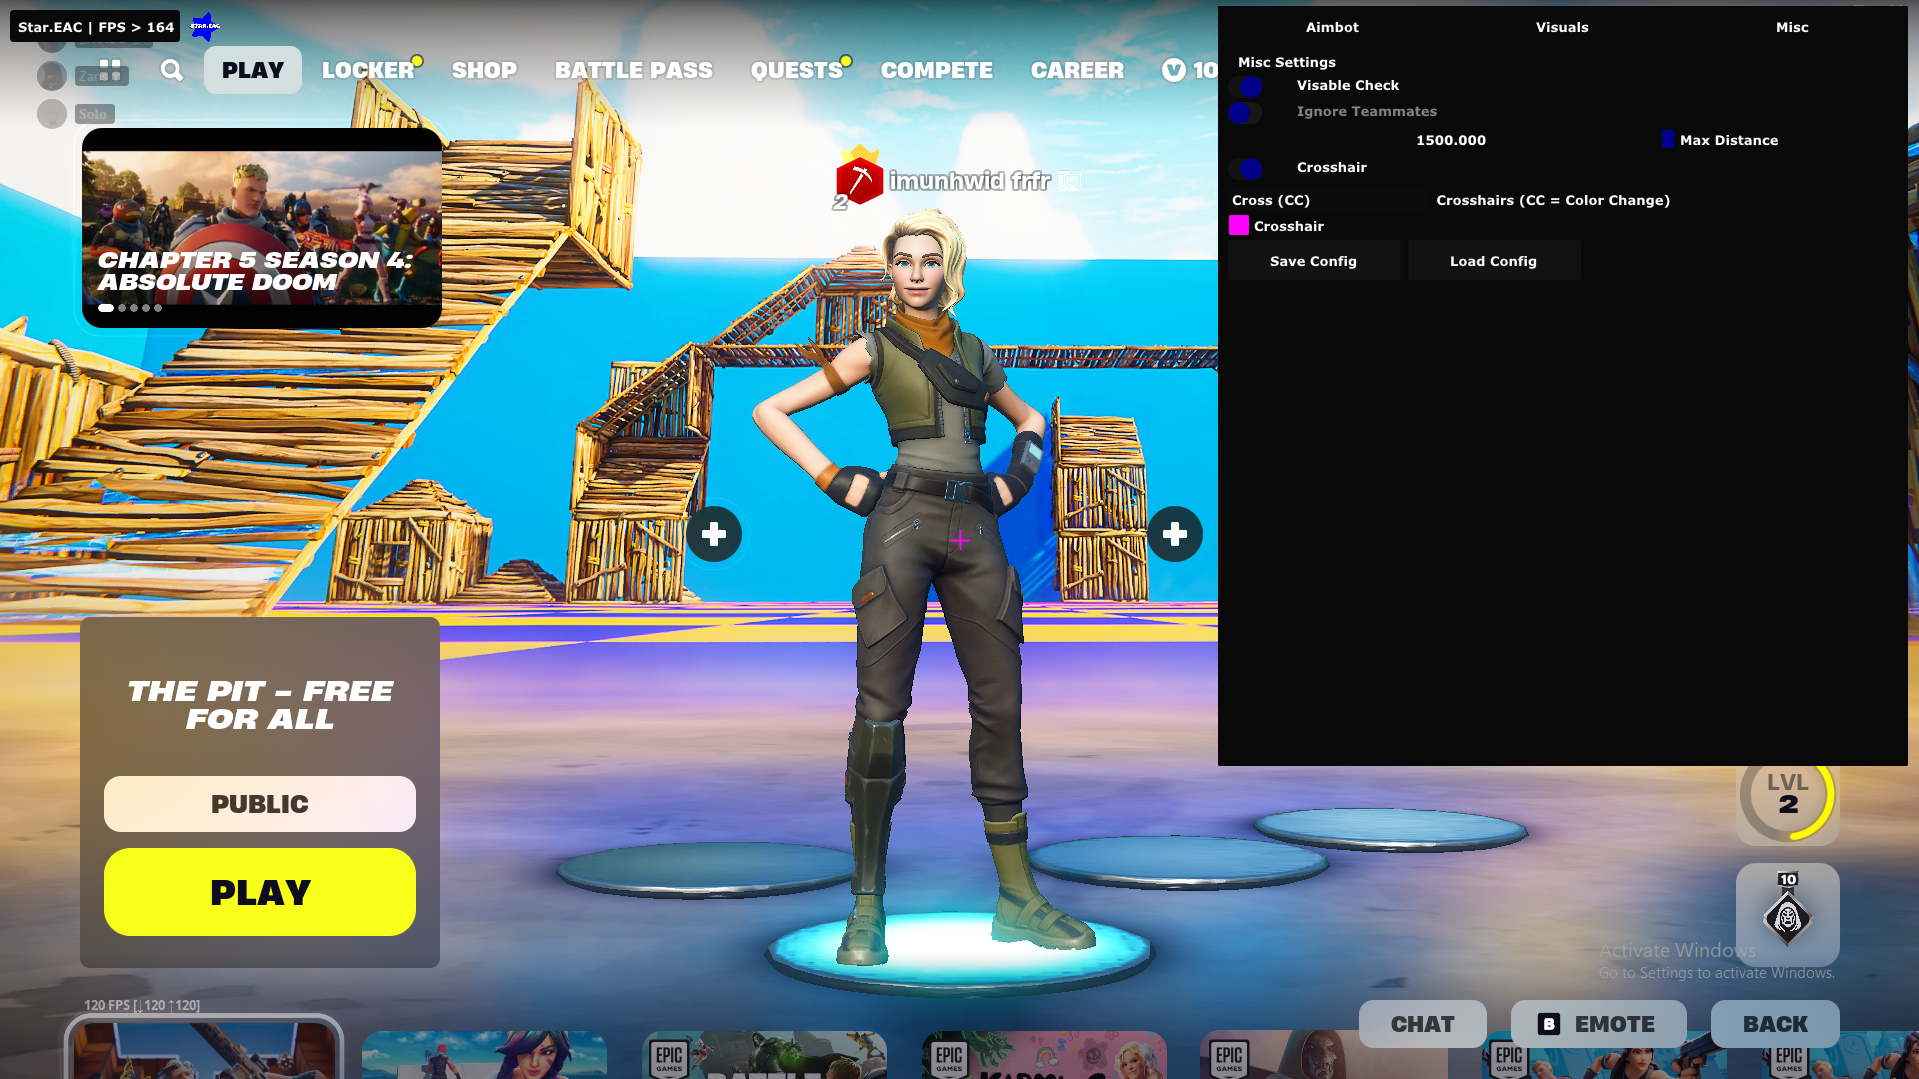 Star.EAC | FPS > 164
STAR.EAC
PLAY
LOCKER
SHOP
BATTLE PASS
QUESTS
COMPETE
CAREER
V 10
Solo
CHAPTER 5 SEASON 4:
ABSOLUTE DOOM
imunhwid frfr
2
Aimbot
Visuals
Misc
Misc Settings
Visable Check
Ignore Teammates
1500.000
Max Distance
Crosshair
Cross (CC)
Crosshairs (CC = Color Change)
Crosshair
Save Config
Load Config
THE PIT - FREE
FOR ALL
PUBLIC
PLAY
LVL
2
10
Activate Windows
Go to Settings to activate Windows.
120 FPS [↓120 ↑120]
CHAT
B EMOTE
BACK
EPIC
GAMES
EPIC
GAMES
EPIC
GAMES
EPIC
GAMES
EPIC
GAMES